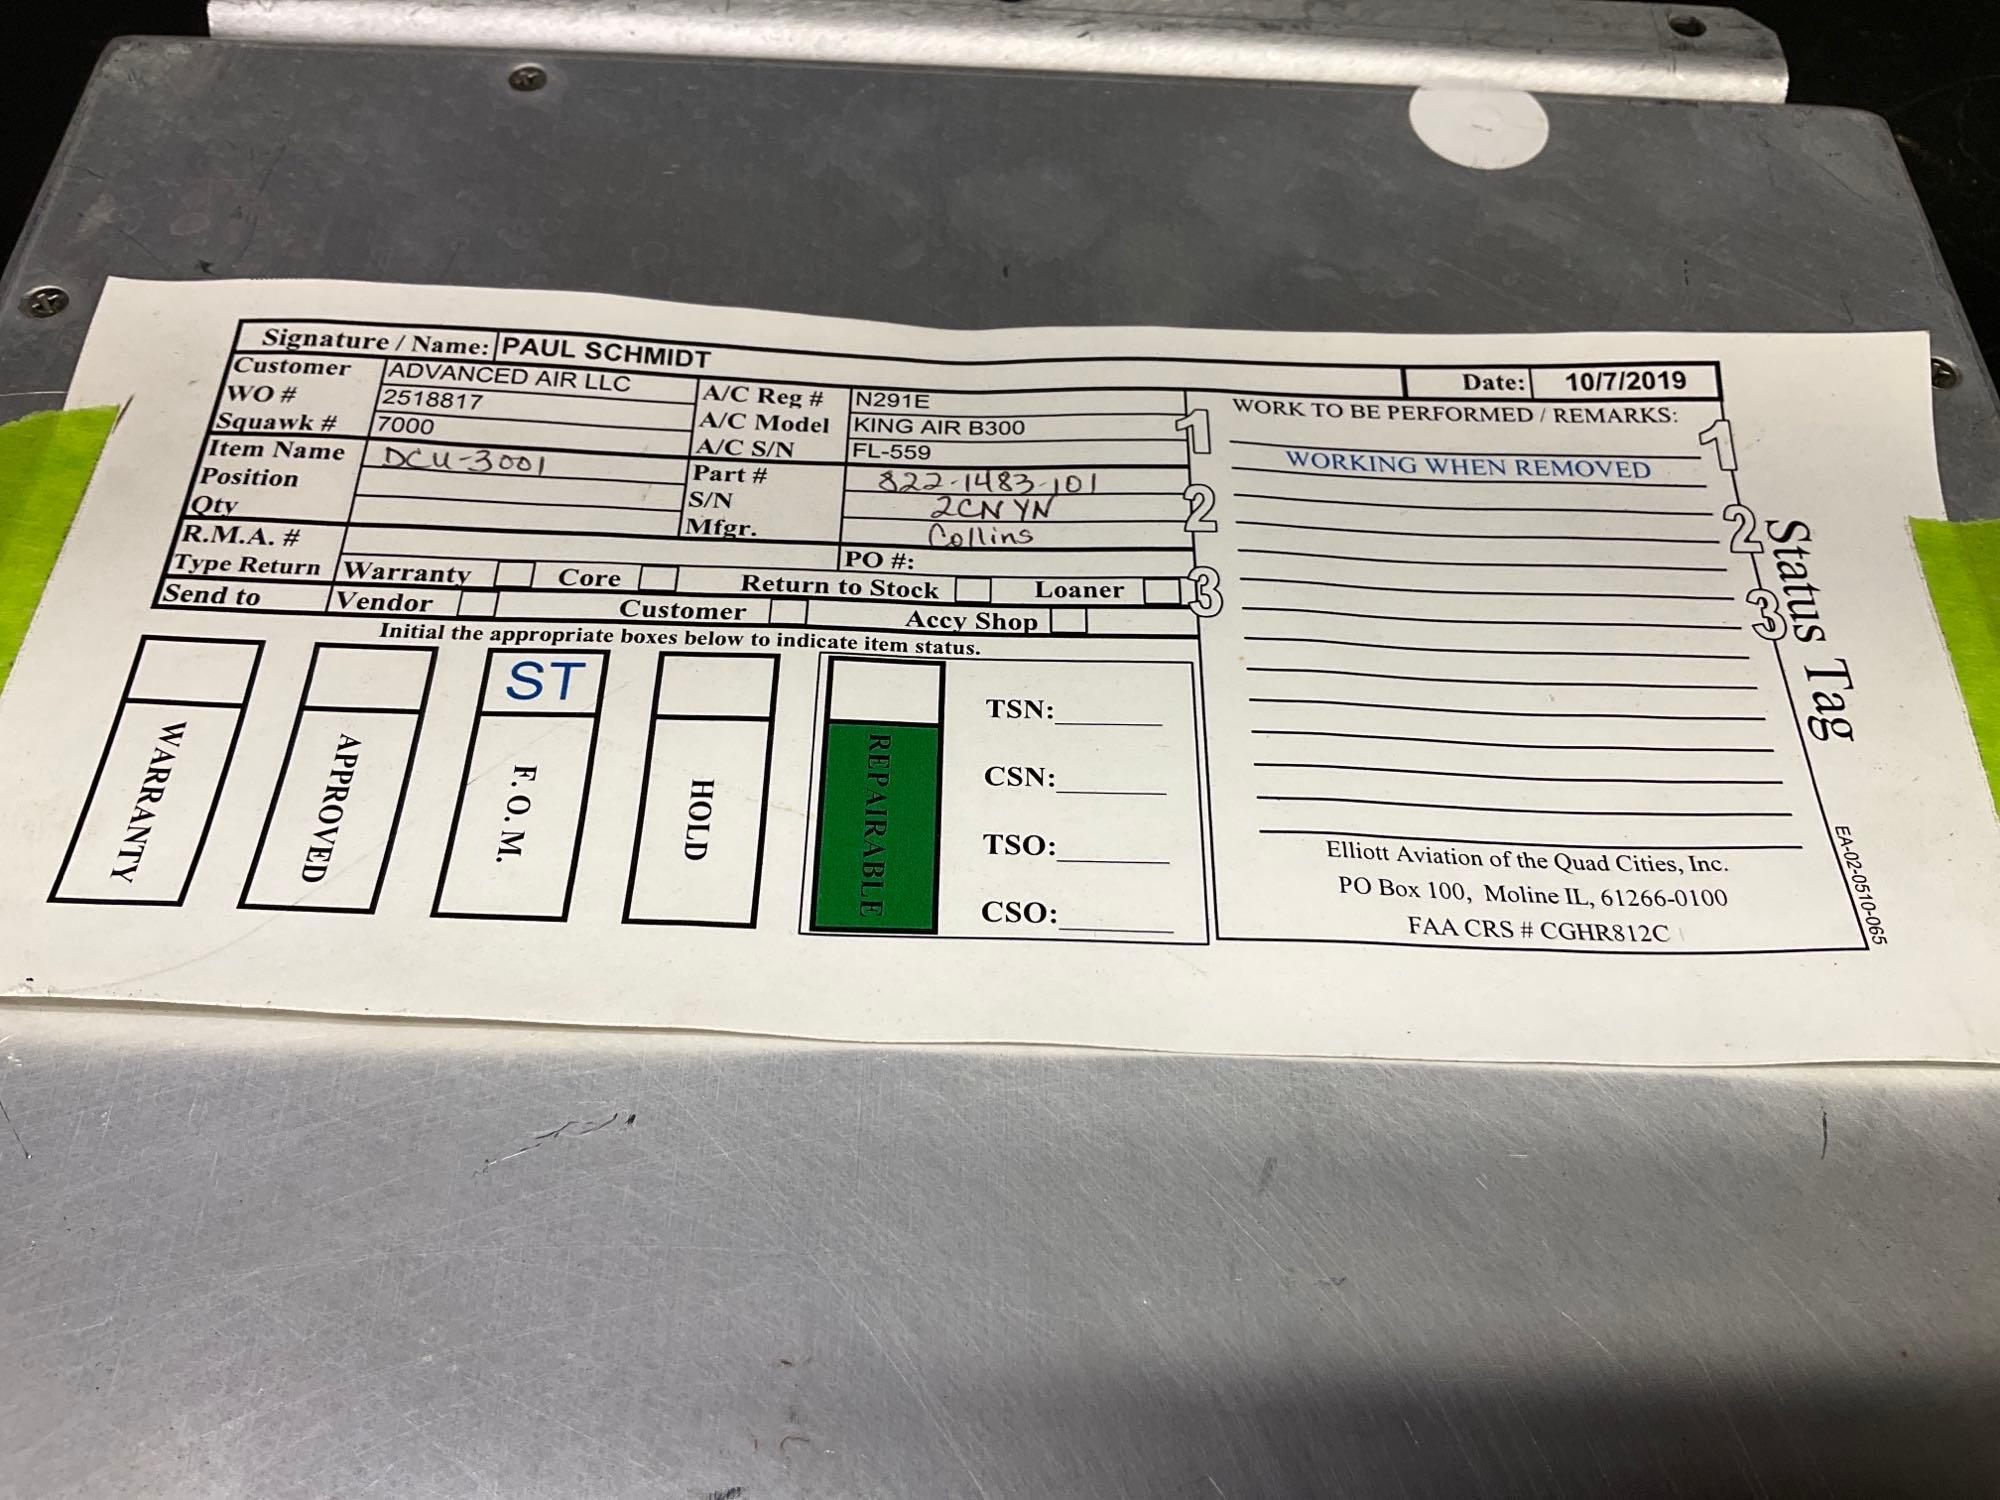 Signature / Name: PAUL SCHMIDT
Date: 10/7/2019
Customer ADVANCED AIR LLC A/C Reg # N291E
WO # 2518817 A/C Model KING AIR B300
Squawk # 7000 A/C S/N FL-559
Item Name DCU-3001 Part # 822-1483-101
Position S/N 2CNYN
Qty Mfgr. Collins
R.M.A. # PO #:
Type Return Warranty Core Return to Stock Loaner
Send to Vendor Customer Accy Shop
Initial the appropriate boxes below to indicate item status.
WARRANTY
APPROVED
ST
F.O.M.
HOLD
REPAIRABLE
TSN:
CSN:
TSO:
CSO:
1
2
3
WORK TO BE PERFORMED / REMARKS:
WORKING WHEN REMOVED
Elliott Aviation of the Quad Cities, Inc.
PO Box 100, Moline IL, 61266-0100
FAA CRS # CGHR812C
1
2
3
Status Tag
EA-02-0510-065